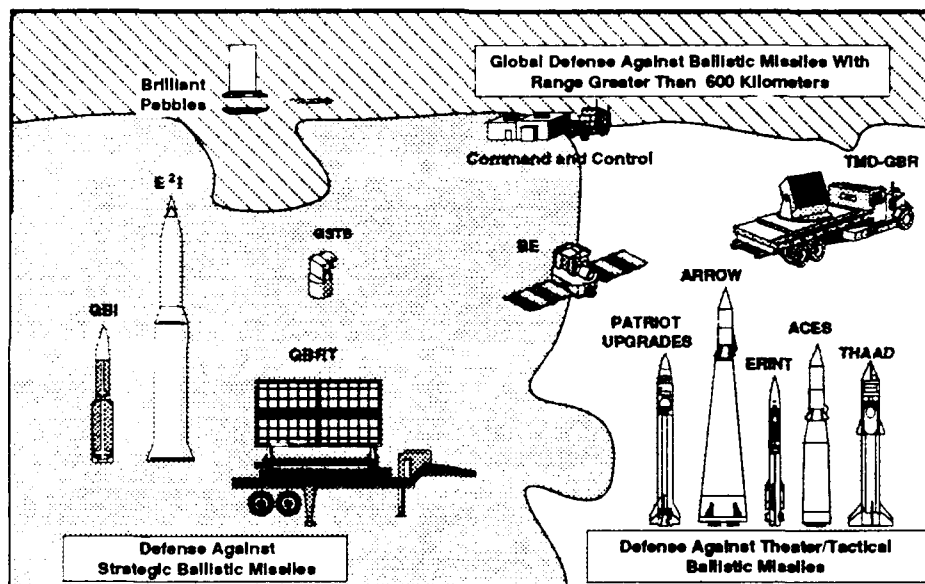 Global Defense Against Ballistic Missiles With
Range Greater Than 600 Kilometers
Brilliant
Pebbles
Command and Control
TMD-GBR
E²I
GSTS
BE
ARROW
GBI
PATRIOT
UPGRADES
ACES
ERINT
THAAD
GBRT
Defense Against
Strategic Ballistic Missiles
Defense Against Theater/Tactical
Ballistic Missiles